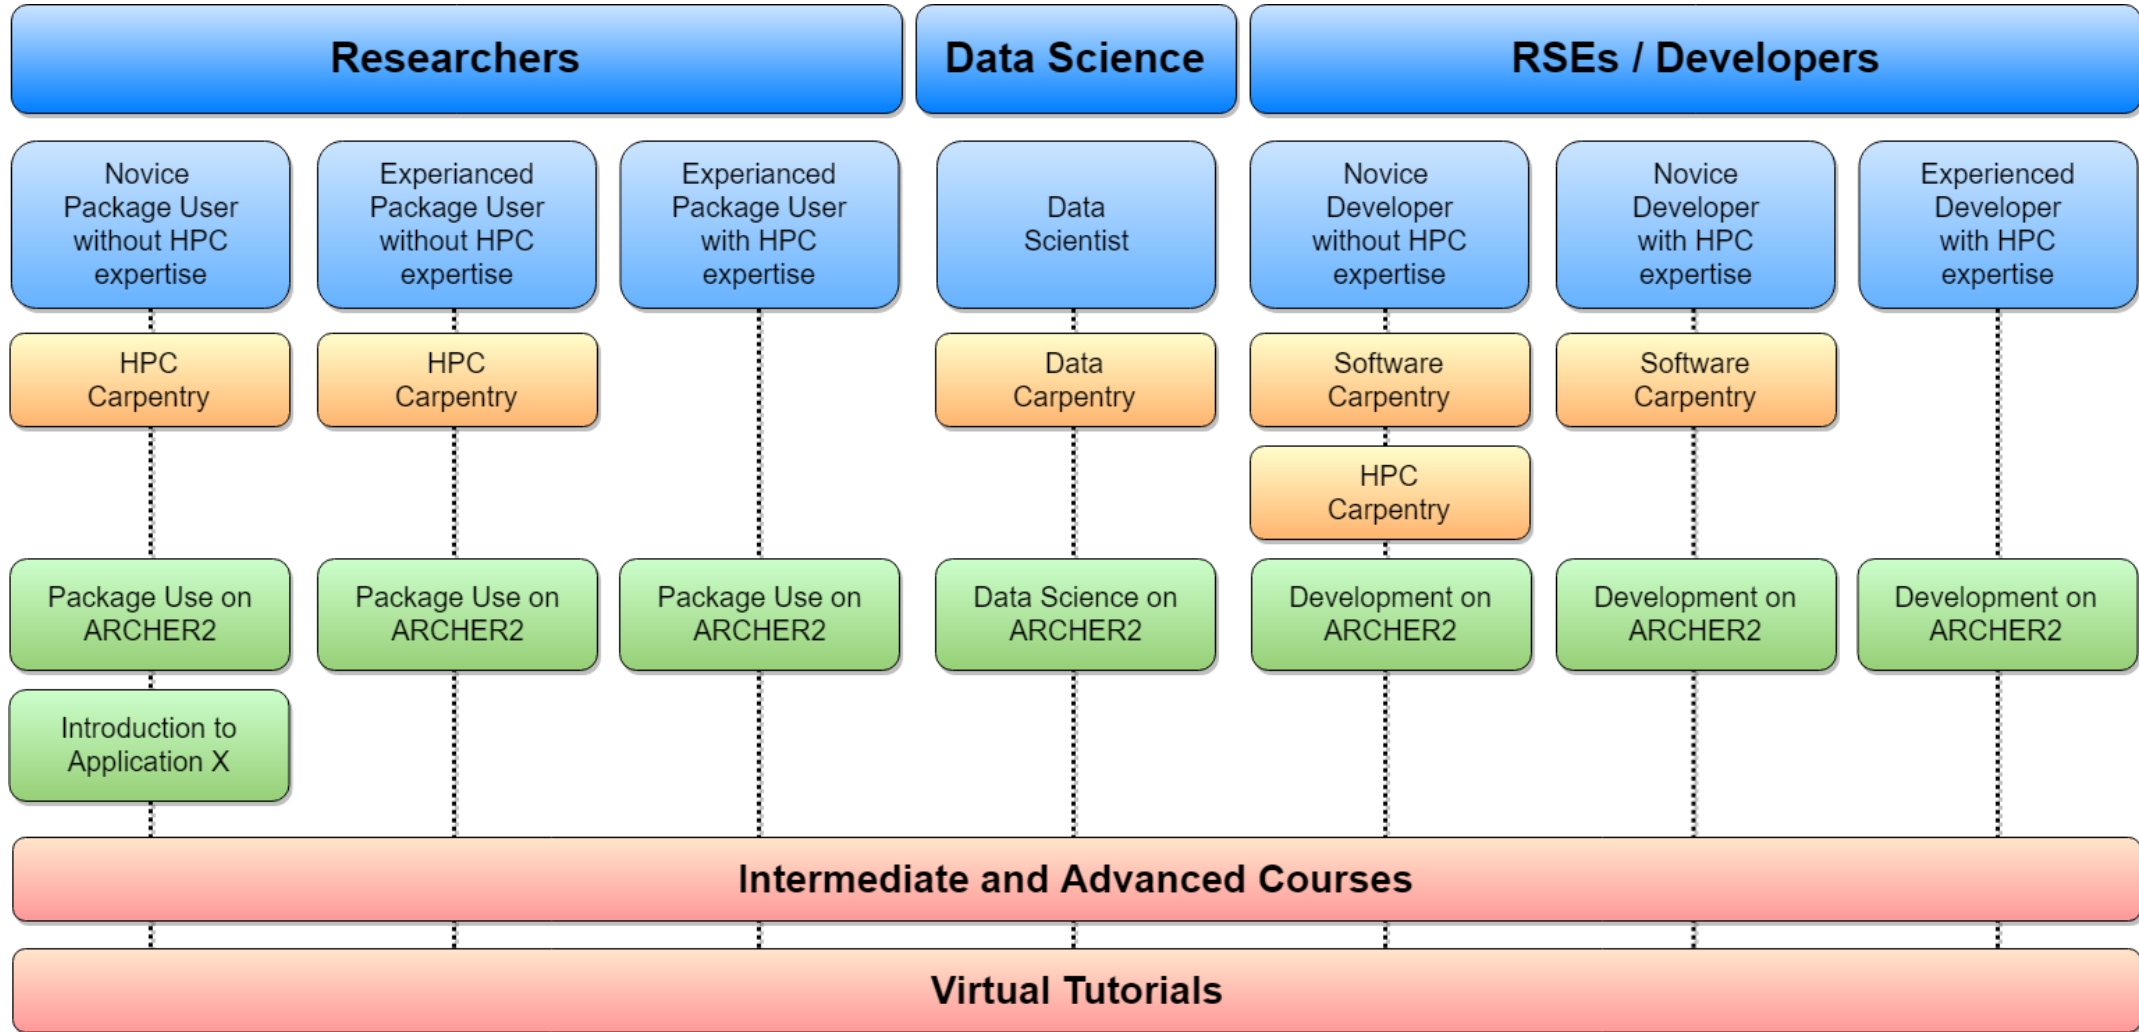 Researchers
Data Science
RSEs / Developers
Novice
Package User
without HPC
expertise
Experianced
Package User
without HPC
expertise
Experianced
Package User
with HPC
expertise
Data
Scientist
Novice
Developer
without HPC
expertise
Novice
Developer
with HPC
expertise
Experienced
Developer
with HPC
expertise
HPC
Carpentry
HPC
Carpentry
Data
Carpentry
Software
Carpentry
Software
Carpentry
HPC
Carpentry
Package Use on
ARCHER2
Package Use on
ARCHER2
Package Use on
ARCHER2
Data Science on
ARCHER2
Development on
ARCHER2
Development on
ARCHER2
Development on
ARCHER2
Introduction to
Application X
Intermediate and Advanced Courses
Virtual Tutorials